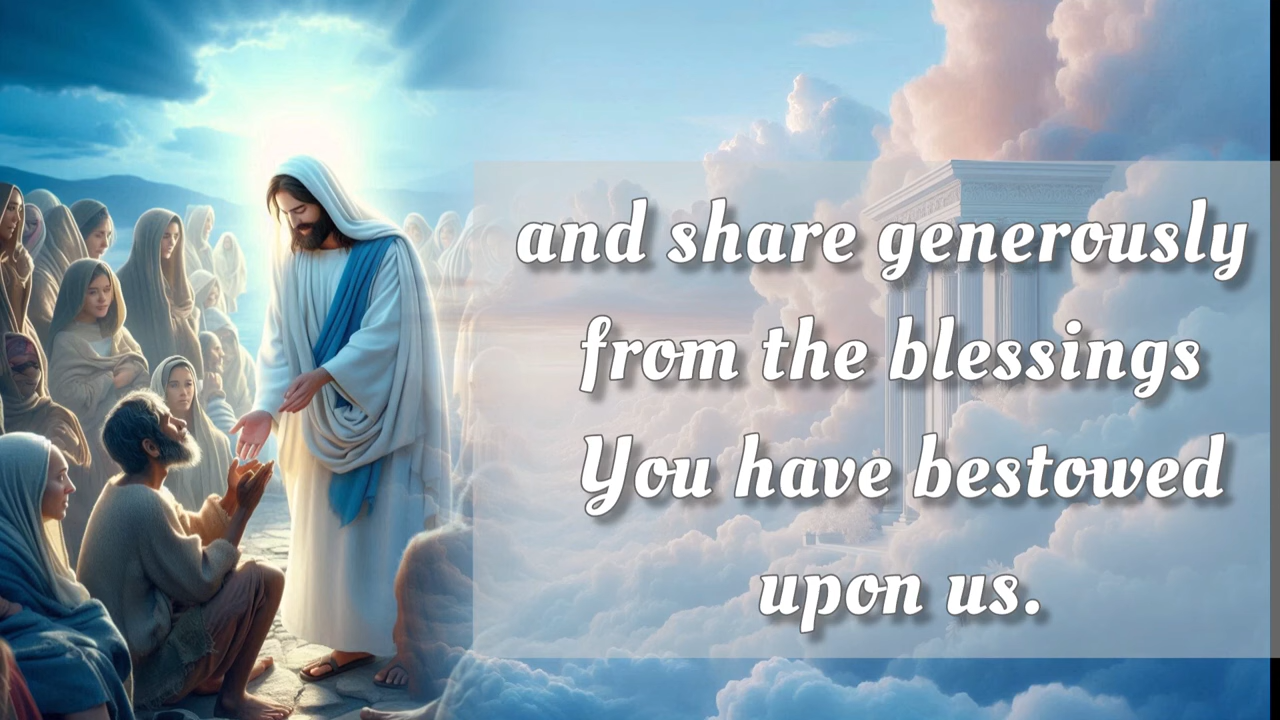 and share generously
from the blessings
You have bestowed
upon us.